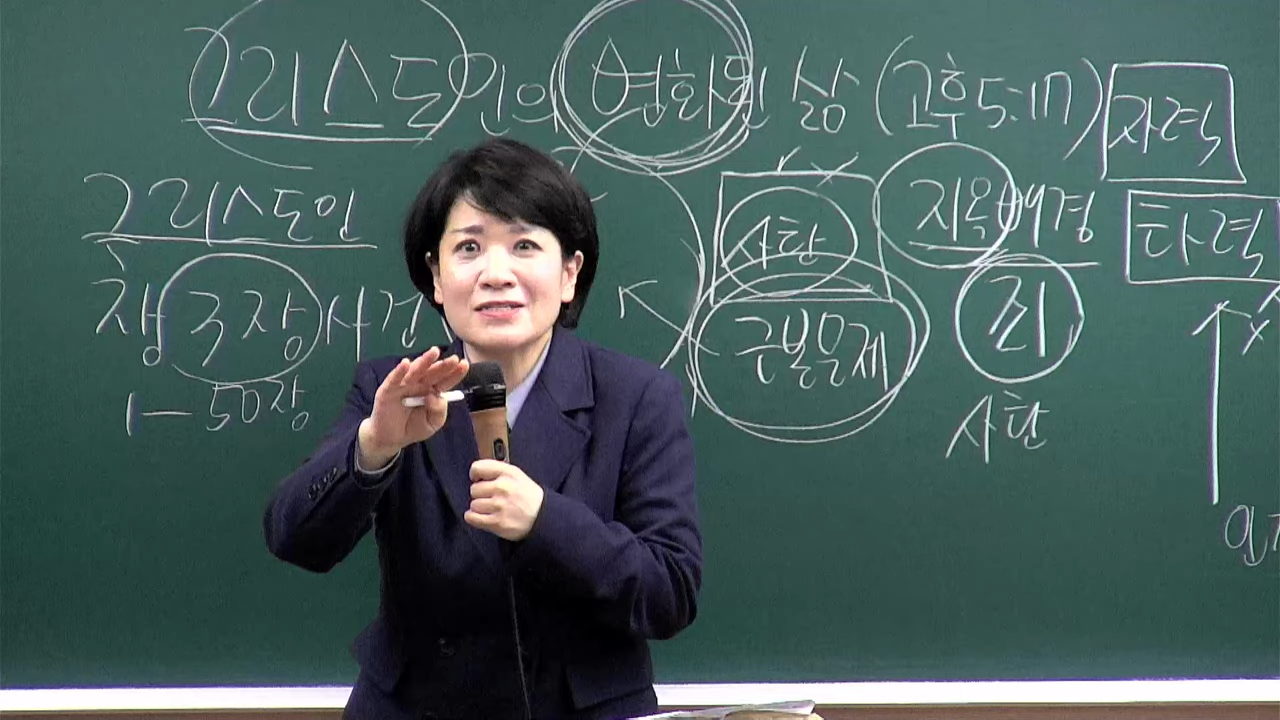 그리스도인의 변화된 삶 (고후5:17) 자력
그리스도인 사탄 지옥배경 타력
창 3장 사건 근본문제 죄
1-50장 사탄
인